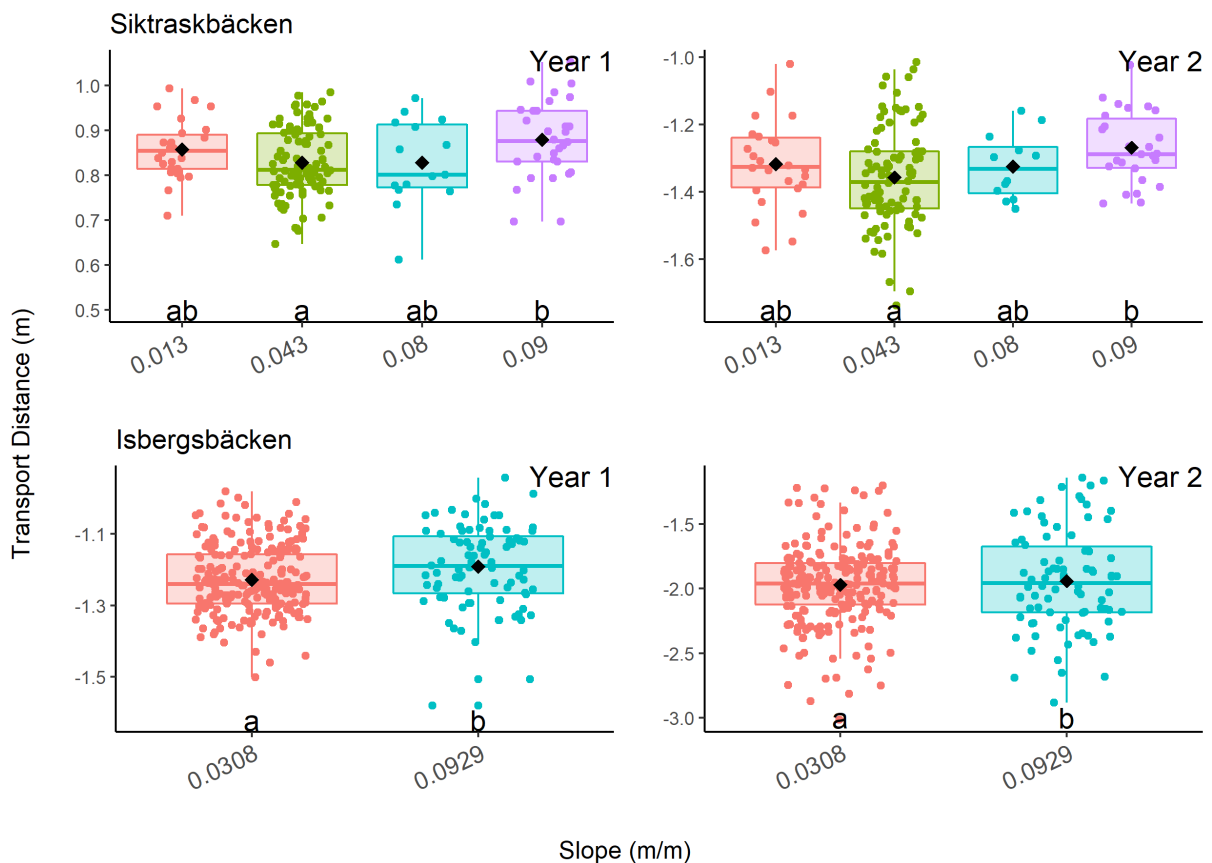 Siktraskbäcken
Year 1
Year 2
1.0
0.9
0.8
0.7
0.6
0.5
-1.0
-1.2
-1.4
-1.6
ab a ab b
ab a ab b
0.013 0.043 0.08 0.09
0.013 0.043 0.08 0.09
Transport Distance (m)
Isbergsbäcken
Year 1
Year 2
-1.1
-1.3
-1.5
-1.5
-2.0
-2.5
-3.0
a b
a b
0.0308 0.0929
0.0308 0.0929
Slope (m/m)